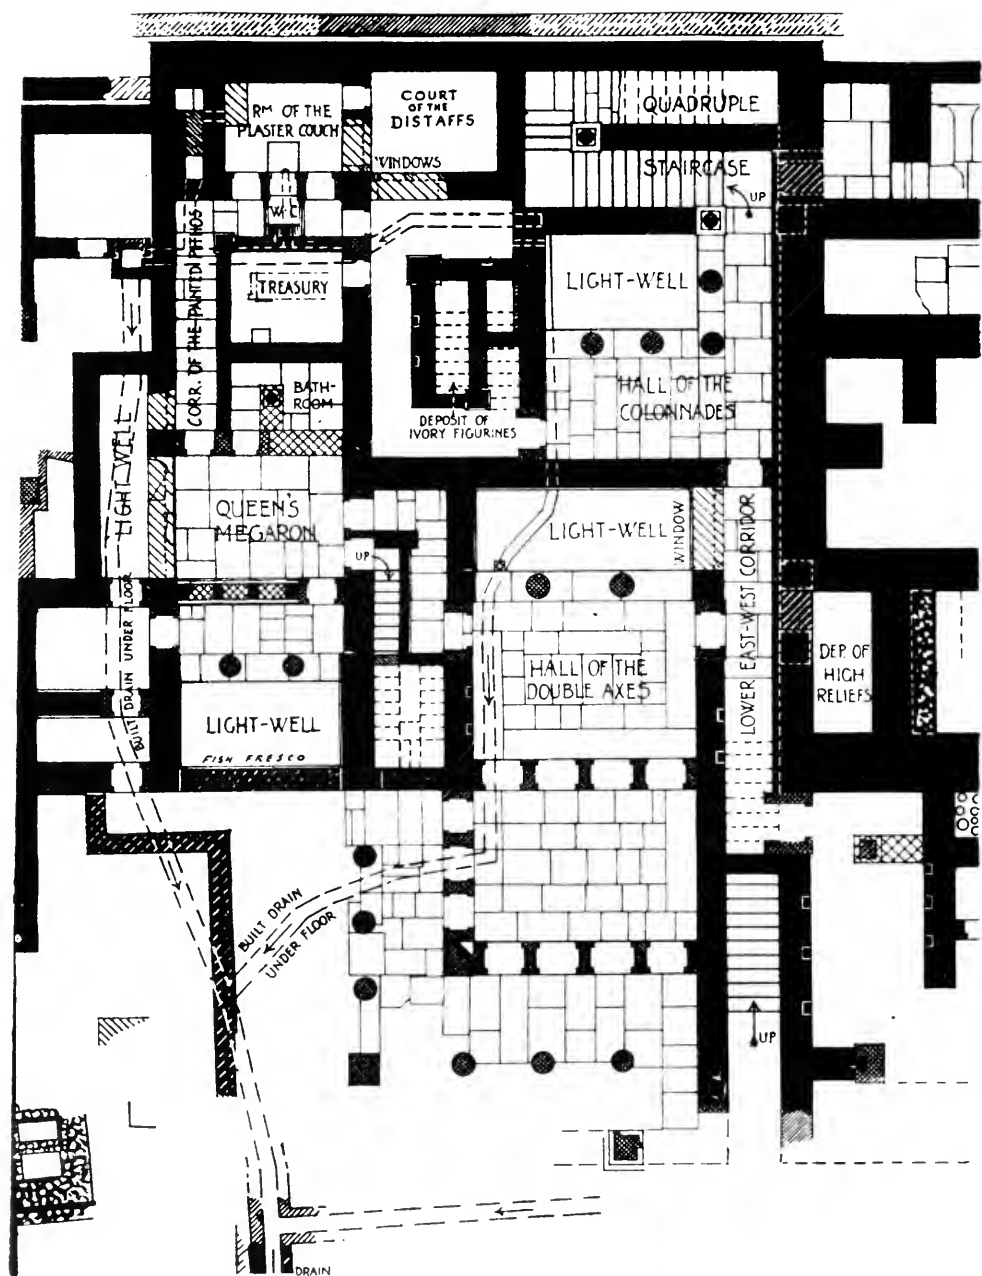 RM OF THE
PLASTER COUCH
COURT
OF THE
DISTAFFS
QUADRUPLE
WINDOWS
STAIRCASE
UP
W·C
CORR. OF THE PAINTED PITHOS
TREASURY
LIGHT-WELL
BATH-
ROOM
HALL OF THE
COLONNADES
DEPOSIT OF
IVORY FIGURINES
LIGHT WELL
QUEEN'S
MEGARON
UP
LIGHT-WELL
WINDOW
LOWER EAST-WEST CORRIDOR
BUILT DRAIN UNDER FLOOR
HALL OF THE
DOUBLE AXES
DEP. OF
HIGH
RELIEFS
LIGHT-WELL
FISH FRESCO
BUILT DRAIN
UNDER FLOOR
UP
DRAIN